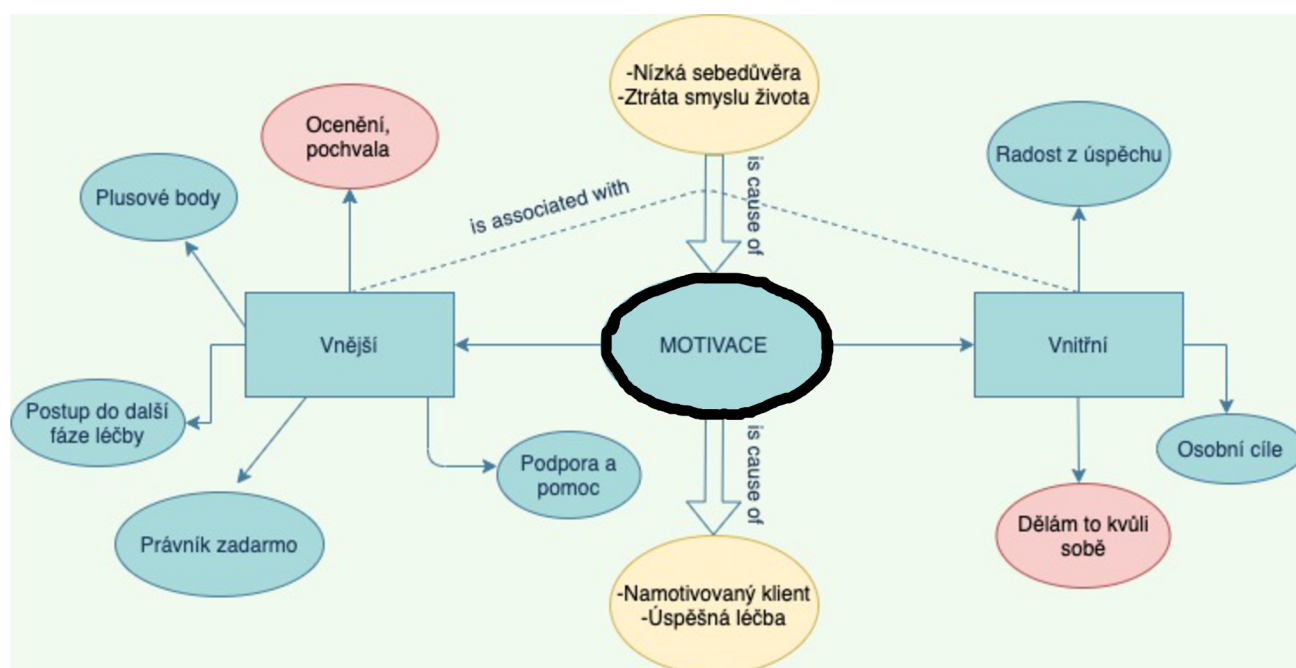 -Nízká sebedůvěra
-Ztráta smyslu života
Ocenění,
pochvala
Radost z úspěchu
Plusové body
is associated with
is cause of
Vnější
MOTIVACE
Vnitřní
Postup do další
fáze léčby
Podpora a
pomoc
is cause of
Osobní cíle
Právník zadarmo
Dělám to kvůli
sobě
-Namotivovaný klient
-Úspěšná léčba